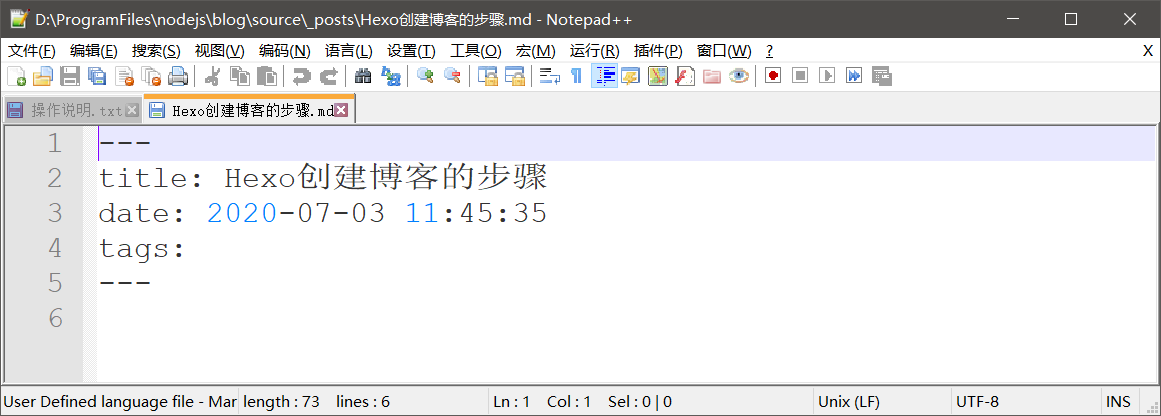 D:\ProgramFiles\nodejs\blog\source\_posts\Hexo创建博客的步骤.md - Notepad++
文件(F) 编辑(E) 搜索(S) 视图(V) 编码(N) 语言(L) 设置(T) 工具(O) 宏(M) 运行(R) 插件(P) 窗口(W) ? X
操作说明.txt Hexo创建博客的步骤.md
1 ---
2 title: Hexo创建博客的步骤
3 date: 2020-07-03 11:45:35
4 tags:
5 ---
6
User Defined language file - Mar length : 73 lines : 6 Ln : 1 Col : 1 Sel : 0 | 0 Unix (LF) UTF-8 INS